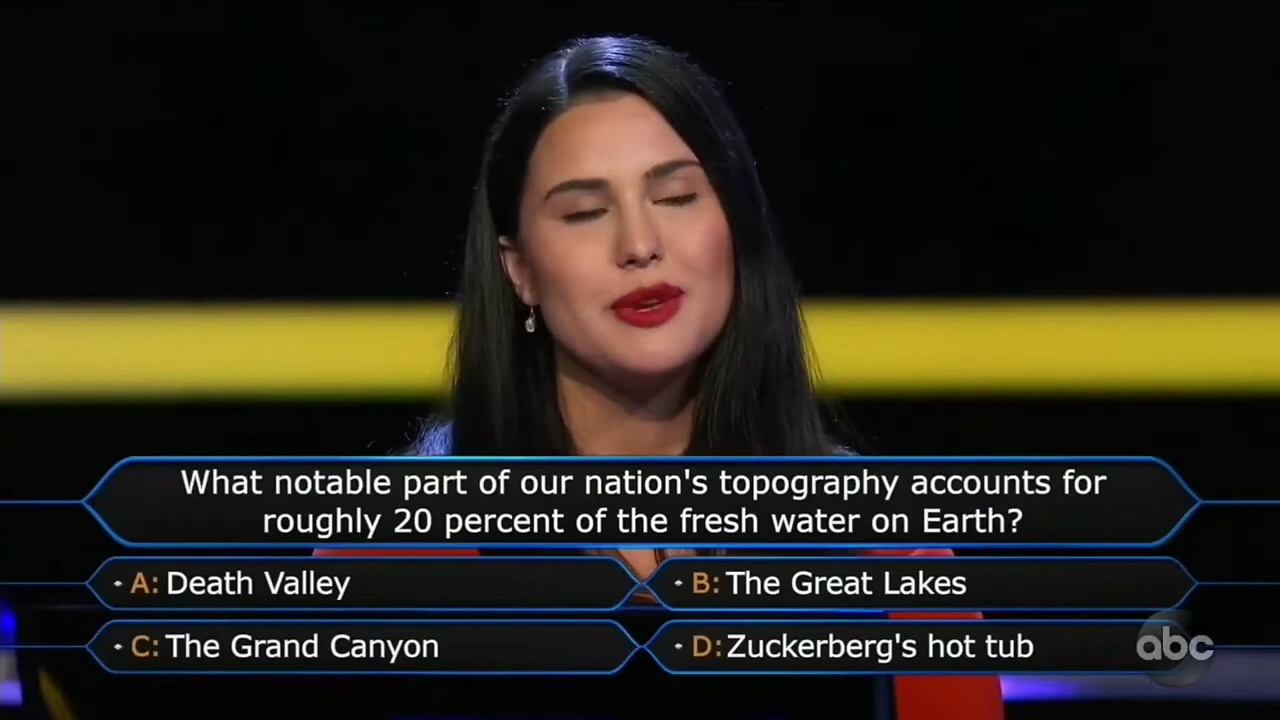 What notable part of our nation's topography accounts for
roughly 20 percent of the fresh water on Earth?
A: Death Valley
B: The Great Lakes
C: The Grand Canyon
D: Zuckerberg's hot tub
abc